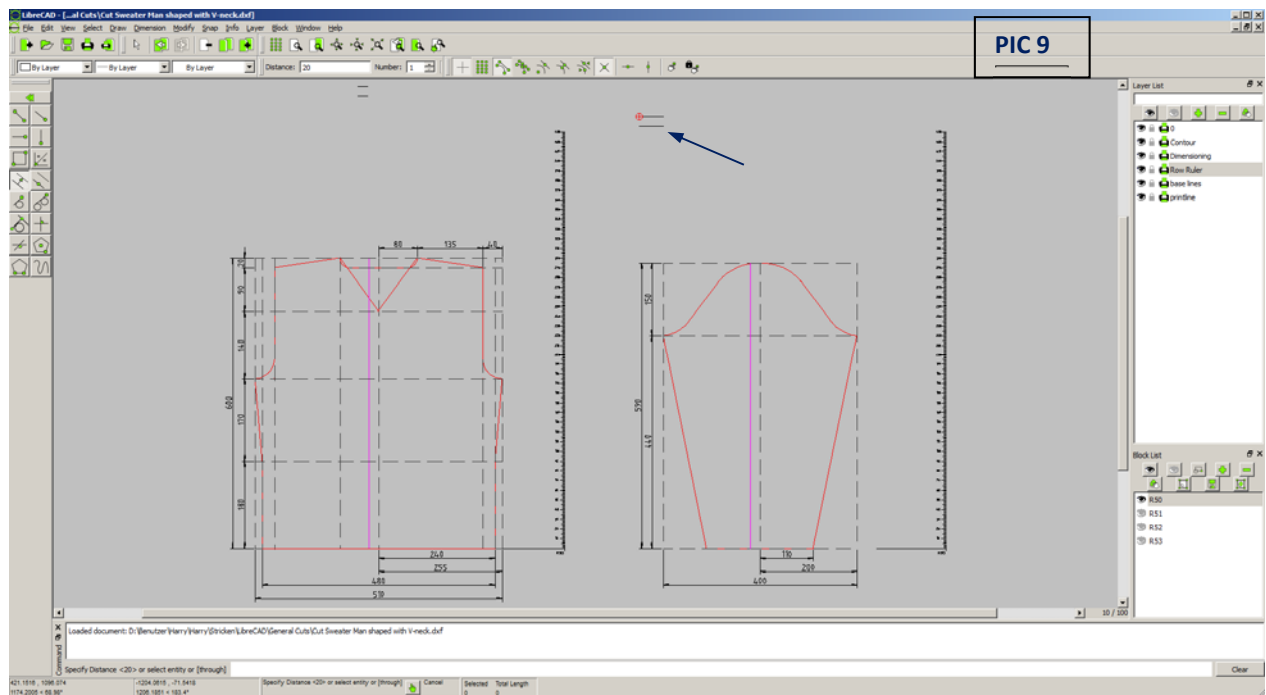 LibreCAD - [...al Cuts\Cut Sweater Man shaped with V-neck.dxf]
File Edit View Select Draw Dimension Modify Snap Info Layer Block Window Help
PIC 9
By Layer By Layer By Layer Distance: 20 Number: 1
Layer List
0
Contour
Dimensioning
Row Ruler
base lines
printline
60 135 40
20
90
140
600
170
180
240
255
480
510
150
590
440
110
200
400
Block List
R50
R51
R52
R53
10 / 100
Command
Loaded document: D:\Benutzer\Harry\Harry\Stricken\LibreCAD\General Cuts\Cut Sweater Man shaped with V-neck.dxf
Specify Distance <20> or select entity or [through]
Clear
Specify Distance <20> or select entity or [through] Cancel Selected Total Length
0 0